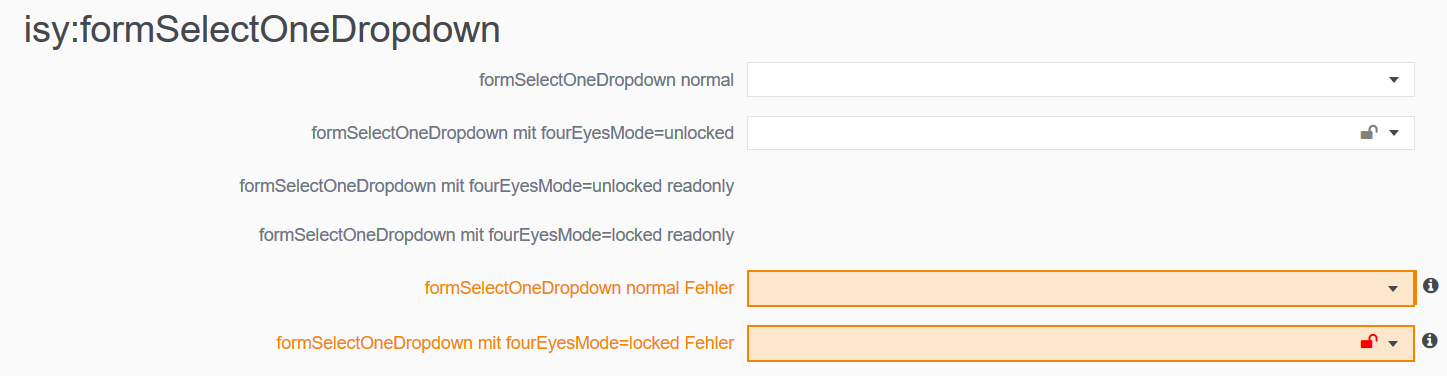 isy:formSelectOneDropdown
formSelectOneDropdown normal
formSelectOneDropdown mit fourEyesMode=unlocked
formSelectOneDropdown mit fourEyesMode=unlocked readonly
formSelectOneDropdown mit fourEyesMode=locked readonly
formSelectOneDropdown normal Fehler
formSelectOneDropdown mit fourEyesMode=locked Fehler